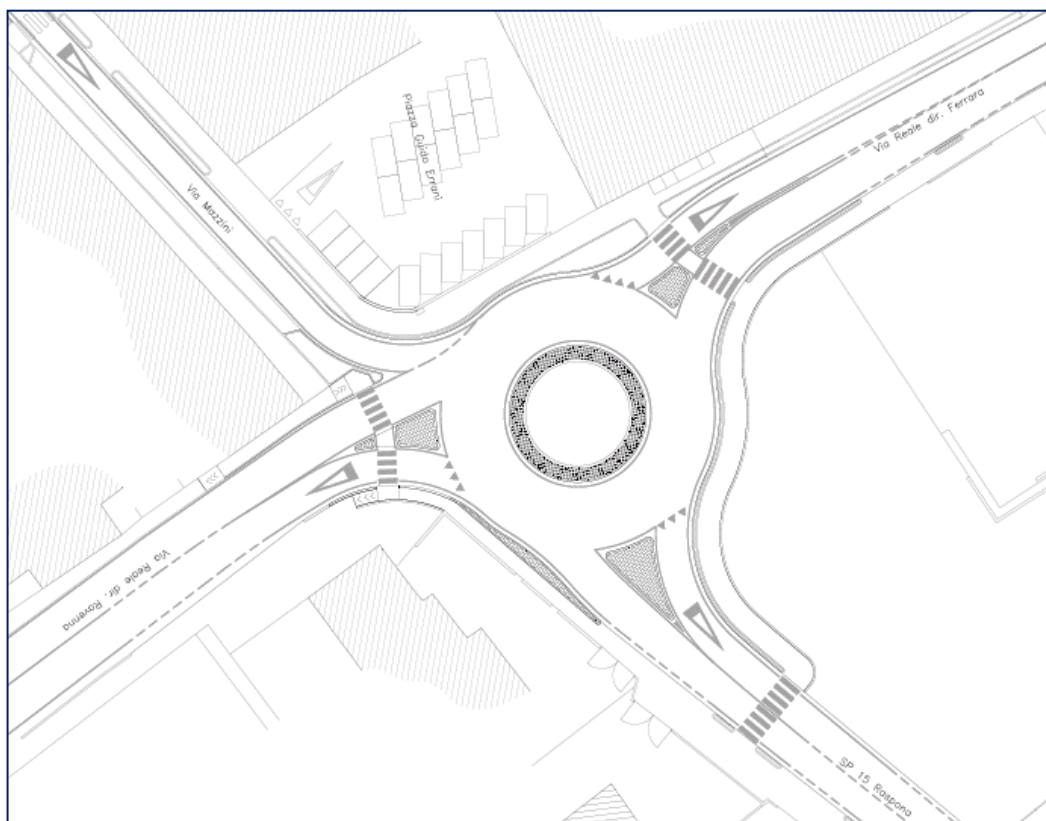 Piazza Guido Errani
Via Reale dir. Ferrara
Via Mazzini
Via Reale dir. Ravenna
SP 15 Raspona